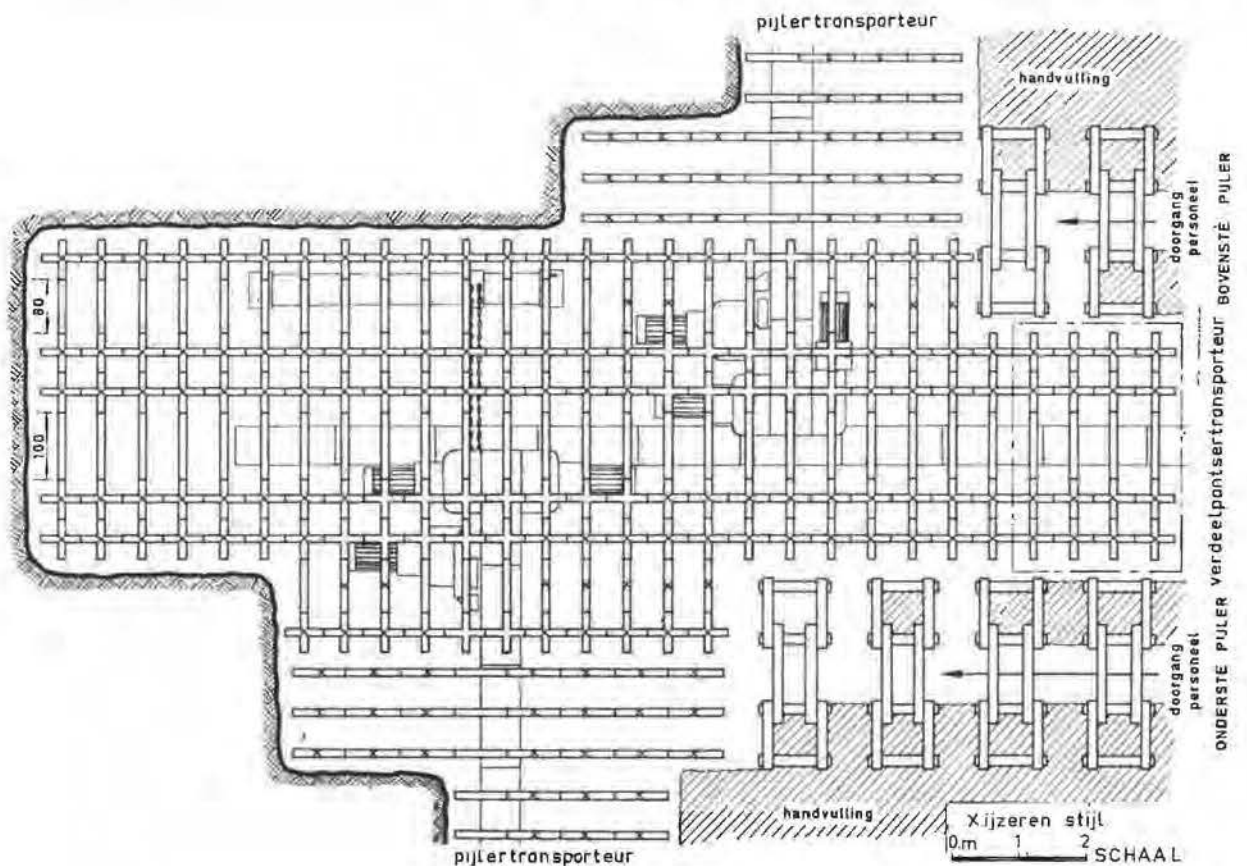 pijlertransporteur
handvulling
doorgang
personeel
80
100
ONDERSTE PIJLER verdeelpantsertransporteur BOVENSTE PIJLER
doorgang
personeel
handvulling
pijlertransporteur
X ijzeren stijl
0.m 1 2
SCHAAL